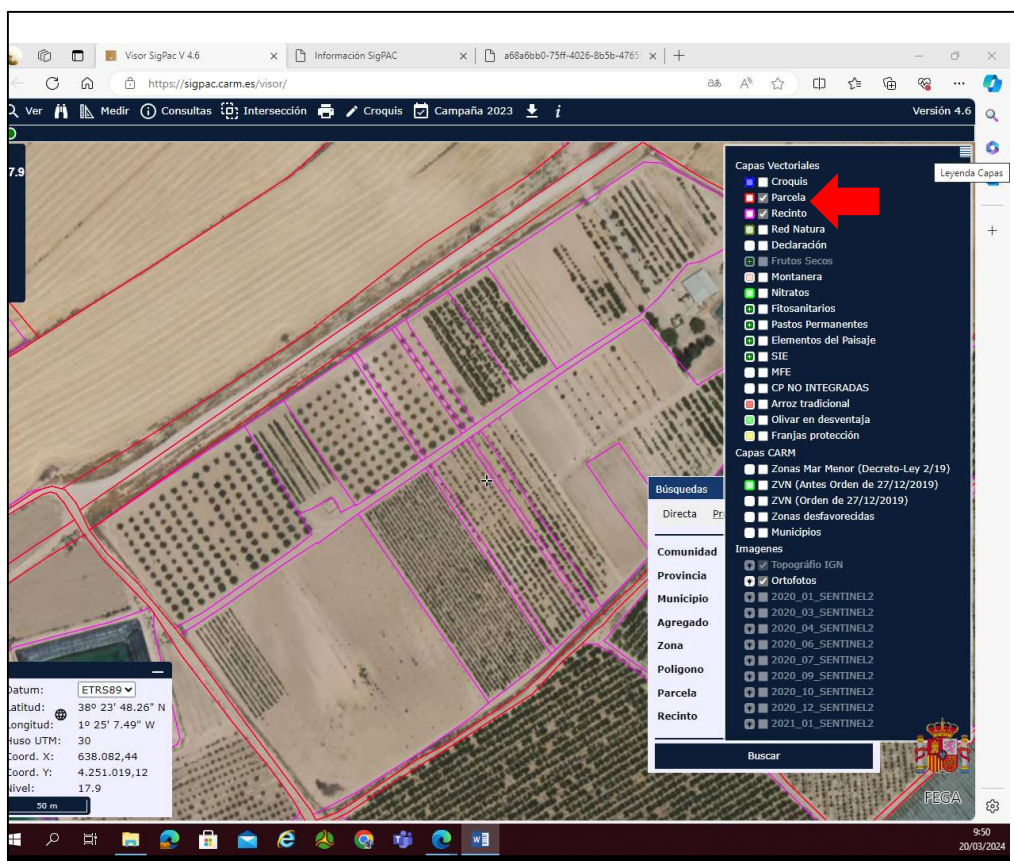 Visor SigPac V 4.6
Información SigPAC
a68a6bb0-75ff-4026-8b5b-4765
https://sigpac.carm.es/visor/
Ver Medir Consultas Intersección Croquis Campaña 2023 i Versión 4.6
7.9
Leyenda Capas
Capas Vectoriales
Croquis
Parcela
Recinto
Red Natura
Declaración
Frutos Secos
Montanera
Nitratos
Fitosanitarios
Pastos Permanentes
Elementos del Paisaje
SIE
MFE
CP NO INTEGRADAS
Arroz tradicional
Olivar en desventaja
Franjas protección
Capas CARM
Zonas Mar Menor (Decreto-Ley 2/19)
ZVN (Antes Orden de 27/12/2019)
ZVN (Orden de 27/12/2019)
Zonas desfavorecidas
Municipios
Imagenes
Topográfio IGN
Ortofotos
2020_01_SENTINEL2
2020_03_SENTINEL2
2020_04_SENTINEL2
2020_06_SENTINEL2
2020_07_SENTINEL2
2020_09_SENTINEL2
2020_10_SENTINEL2
2020_12_SENTINEL2
2021_01_SENTINEL2
Búsquedas
Directa Pr
Comunidad
Provincia
Municipio
Agregado
Zona
Poligono
Parcela
Recinto
Buscar
Datum: ETRS89
Latitud: 38º 23' 48.26" N
Longitud: 1º 25' 7.49" W
Huso UTM: 30
Coord. X: 638.082,44
Coord. Y: 4.251.019,12
Nivel: 17.9
50 m
FEGA
9:50
20/03/2024